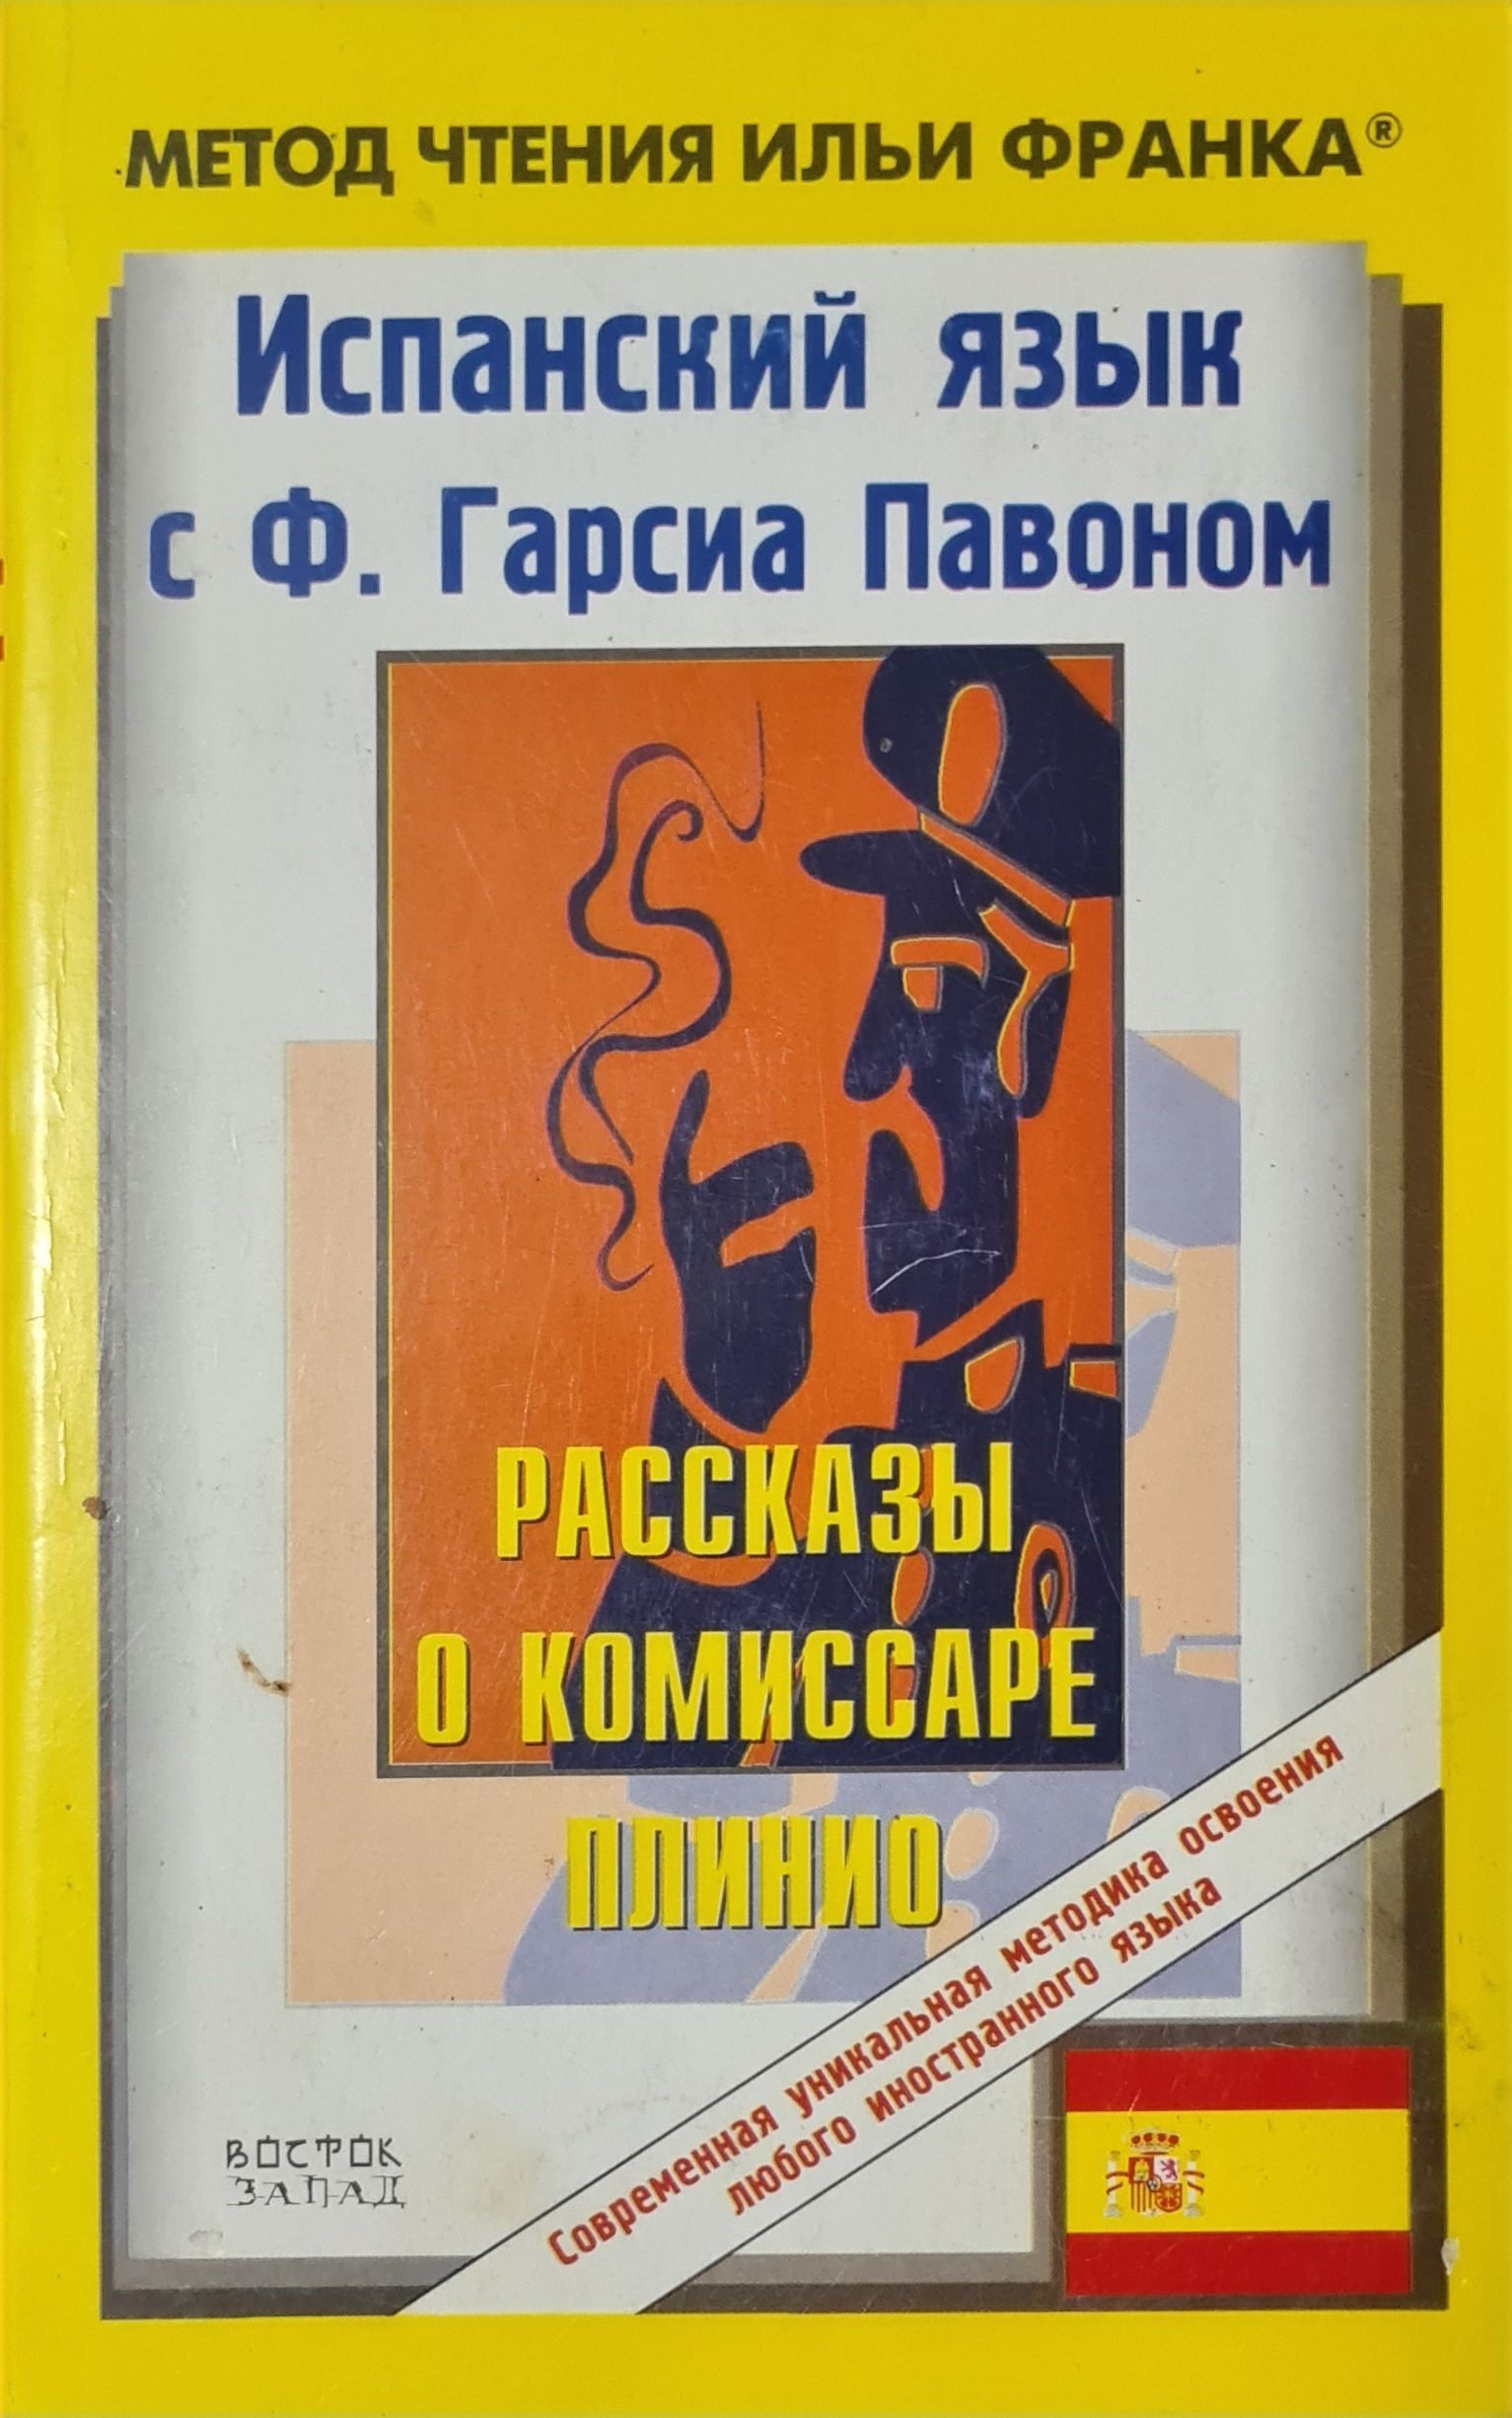 МЕТОД ЧТЕНИЯ ИЛЬИ ФРАНКА®
Испанский язык
с Ф. Гарсиа Павоном
РАССКАЗЫ
О КОМИССАРЕ
ПЛИНИО
Современная уникальная методика освоения
любого иностранного языка
ВОСТОК
ЗАПАД